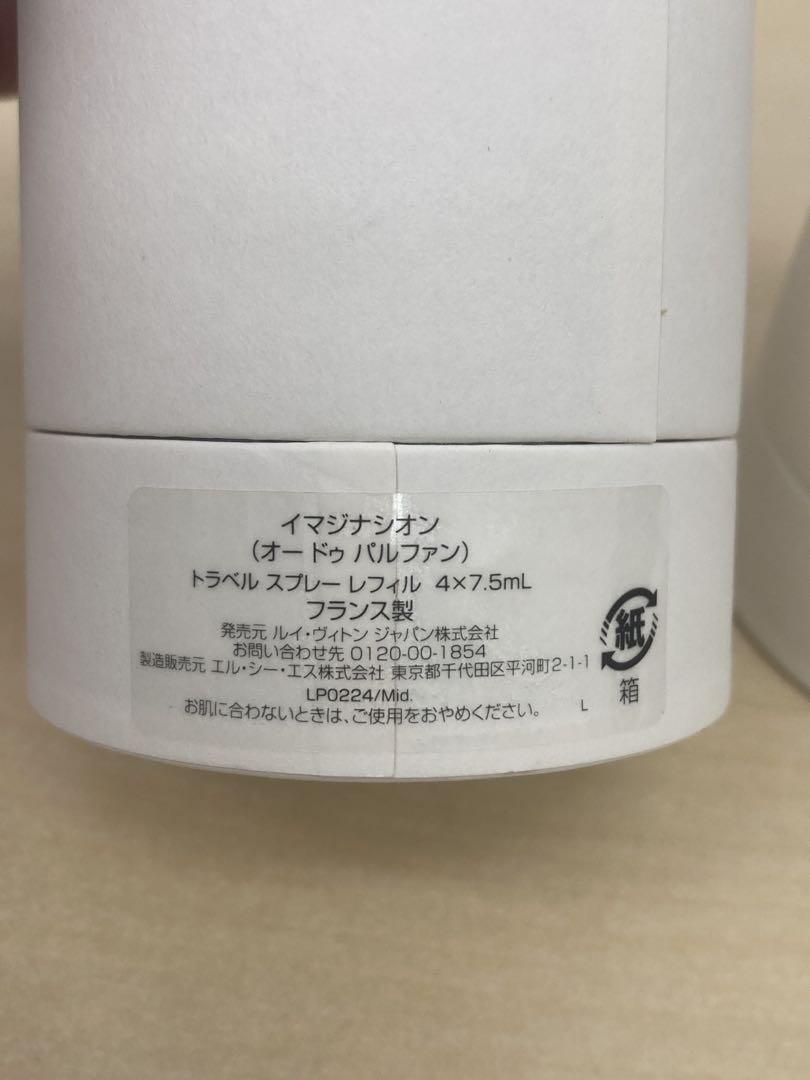 イマジナシオン
（オー ドゥ パルファン）
トラベル スプレー レフィル 4×7.5mL
フランス製
発売元 ルイ・ヴィトン ジャパン株式会社
お問い合わせ先 0120-00-1854
製造販売元 エル・シー・エス株式会社 東京都千代田区平河町2-1-1
LP0224/Mid.
お肌に合わないときは、ご使用をおやめください。 L
紙
箱